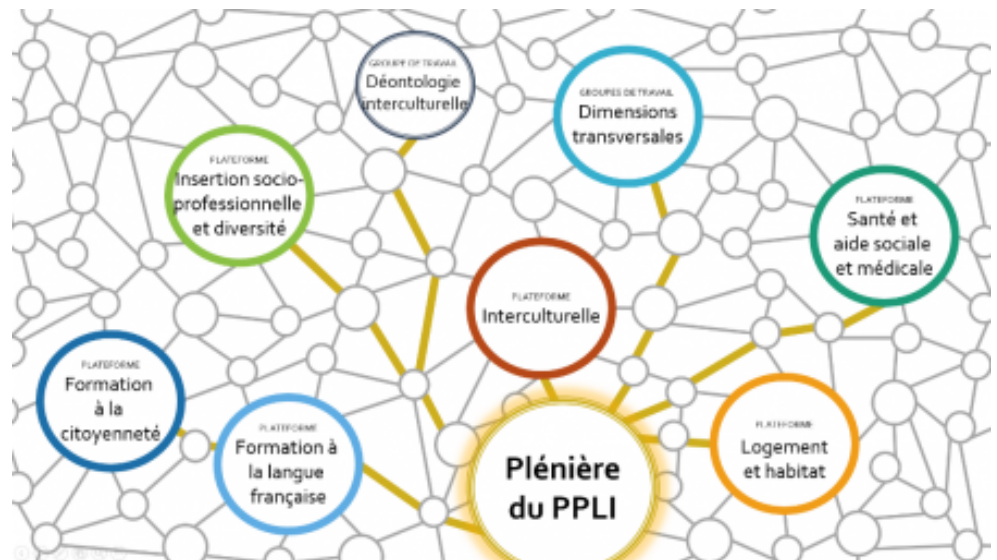 GROUPE DE TRAVAIL
Déontologie
interculturelle
GROUPES DE TRAVAIL
Dimensions
transversales
PLATEFORME
Insertion socio-
professionnelle
et diversité
PLATEFORME
Santé et
aide sociale
et médicale
PLATEFORME
Interculturelle
PLATEFORME
Formation
à la
citoyenneté
PLATEFORME
Formation à
la langue
française
PLATEFORME
Logement
et habitat
Plénière
du PPLI